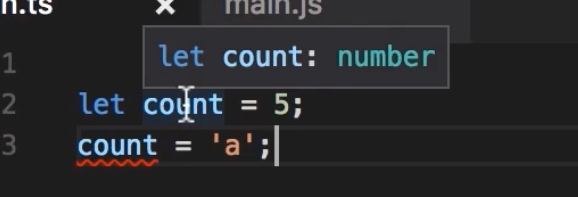 n.ts × main.js
let count: number
1
2 let count = 5;
3 count = 'a';